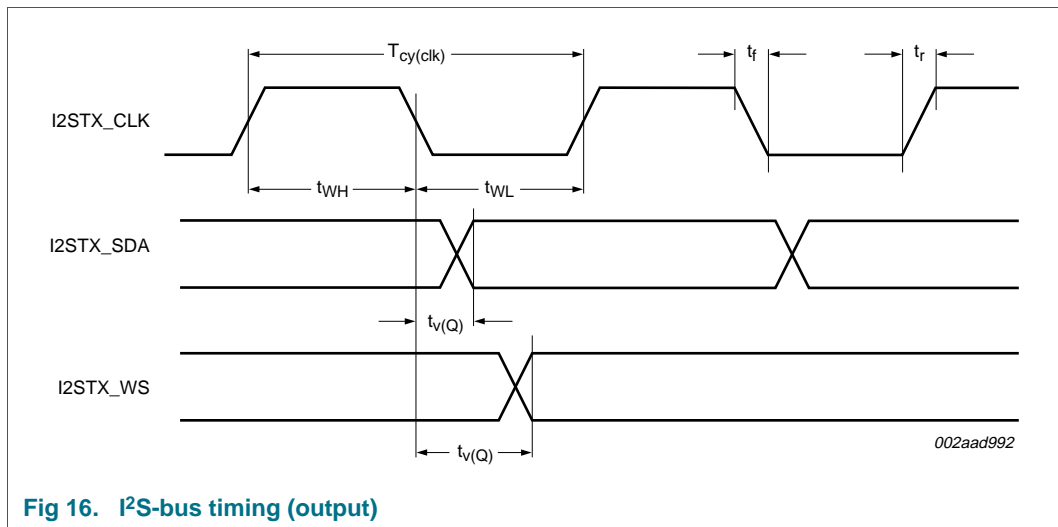 T_cy(clk)
t_f
t_r
I2STX_CLK
t_WH
t_WL
I2STX_SDA
t_v(Q)
I2STX_WS
t_v(Q)
002aad992
Fig 16. I²S-bus timing (output)